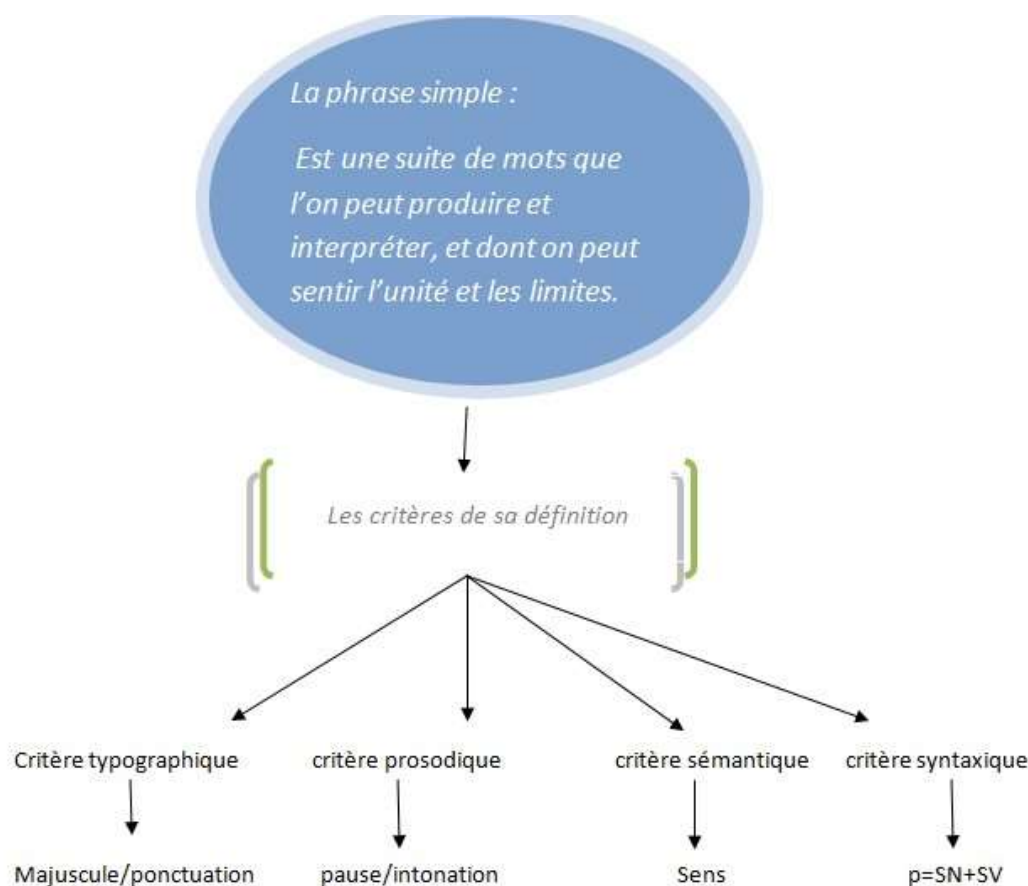 La phrase simple :
Est une suite de mots que
l'on peut produire et
interpréter, et dont on peut
sentir l'unité et les limites.
Les critères de sa définition
Critère typographique
critère prosodique
critère sémantique
critère syntaxique
Majuscule/ponctuation
pause/intonation
Sens
p=SN+SV